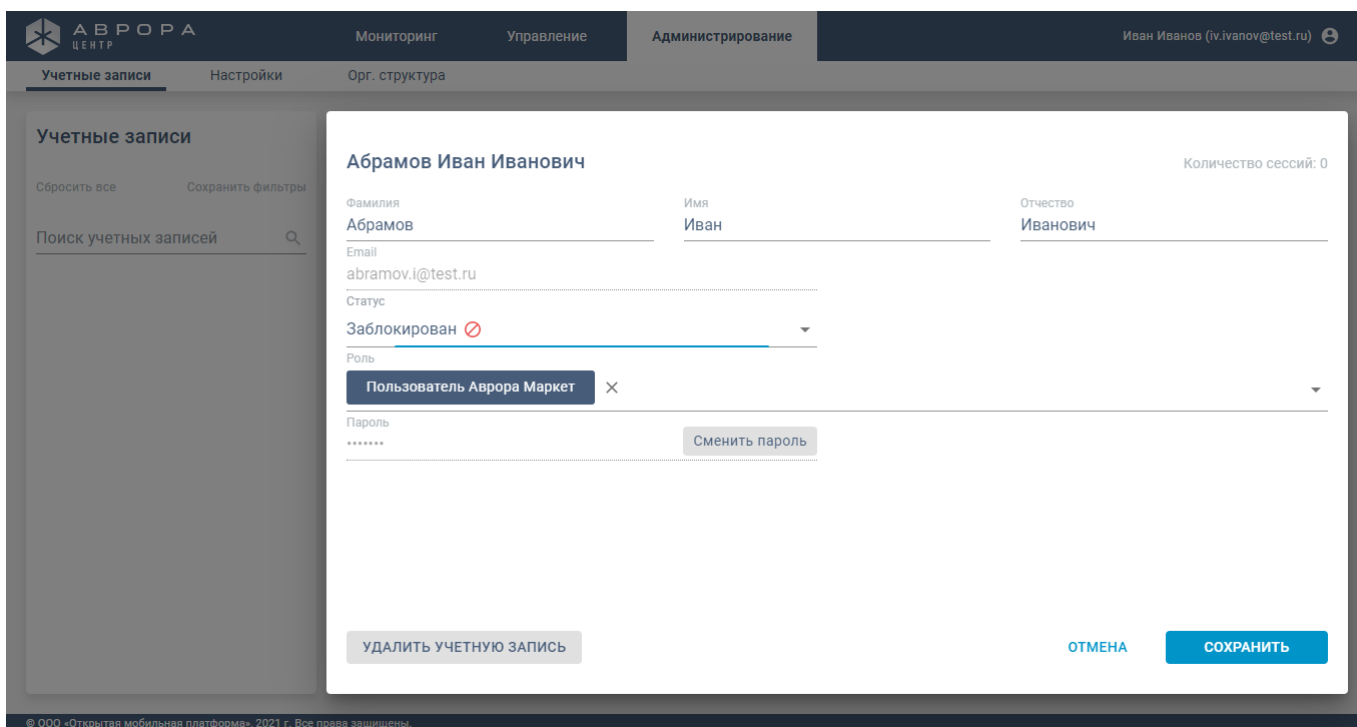 АВРОРА
ЦЕНТР
Мониторинг Управление Администрирование Иван Иванов (iv.ivanov@test.ru)
Учетные записи Настройки Орг. структура
Учетные записи
Сбросить все Сохранить фильтры
Поиск учетных записей
Абрамов Иван Иванович Количество сессий: 0
Фамилия Имя Отчество
Абрамов Иван Иванович
Email
abramov.i@test.ru
Статус
Заблокирован
Роль
Пользователь Аврора Маркет
Пароль
•••••••
Сменить пароль
УДАЛИТЬ УЧЕТНУЮ ЗАПИСЬ ОТМЕНА СОХРАНИТЬ
© ООО «Открытая мобильная платформа», 2021 г. Все права защищены.